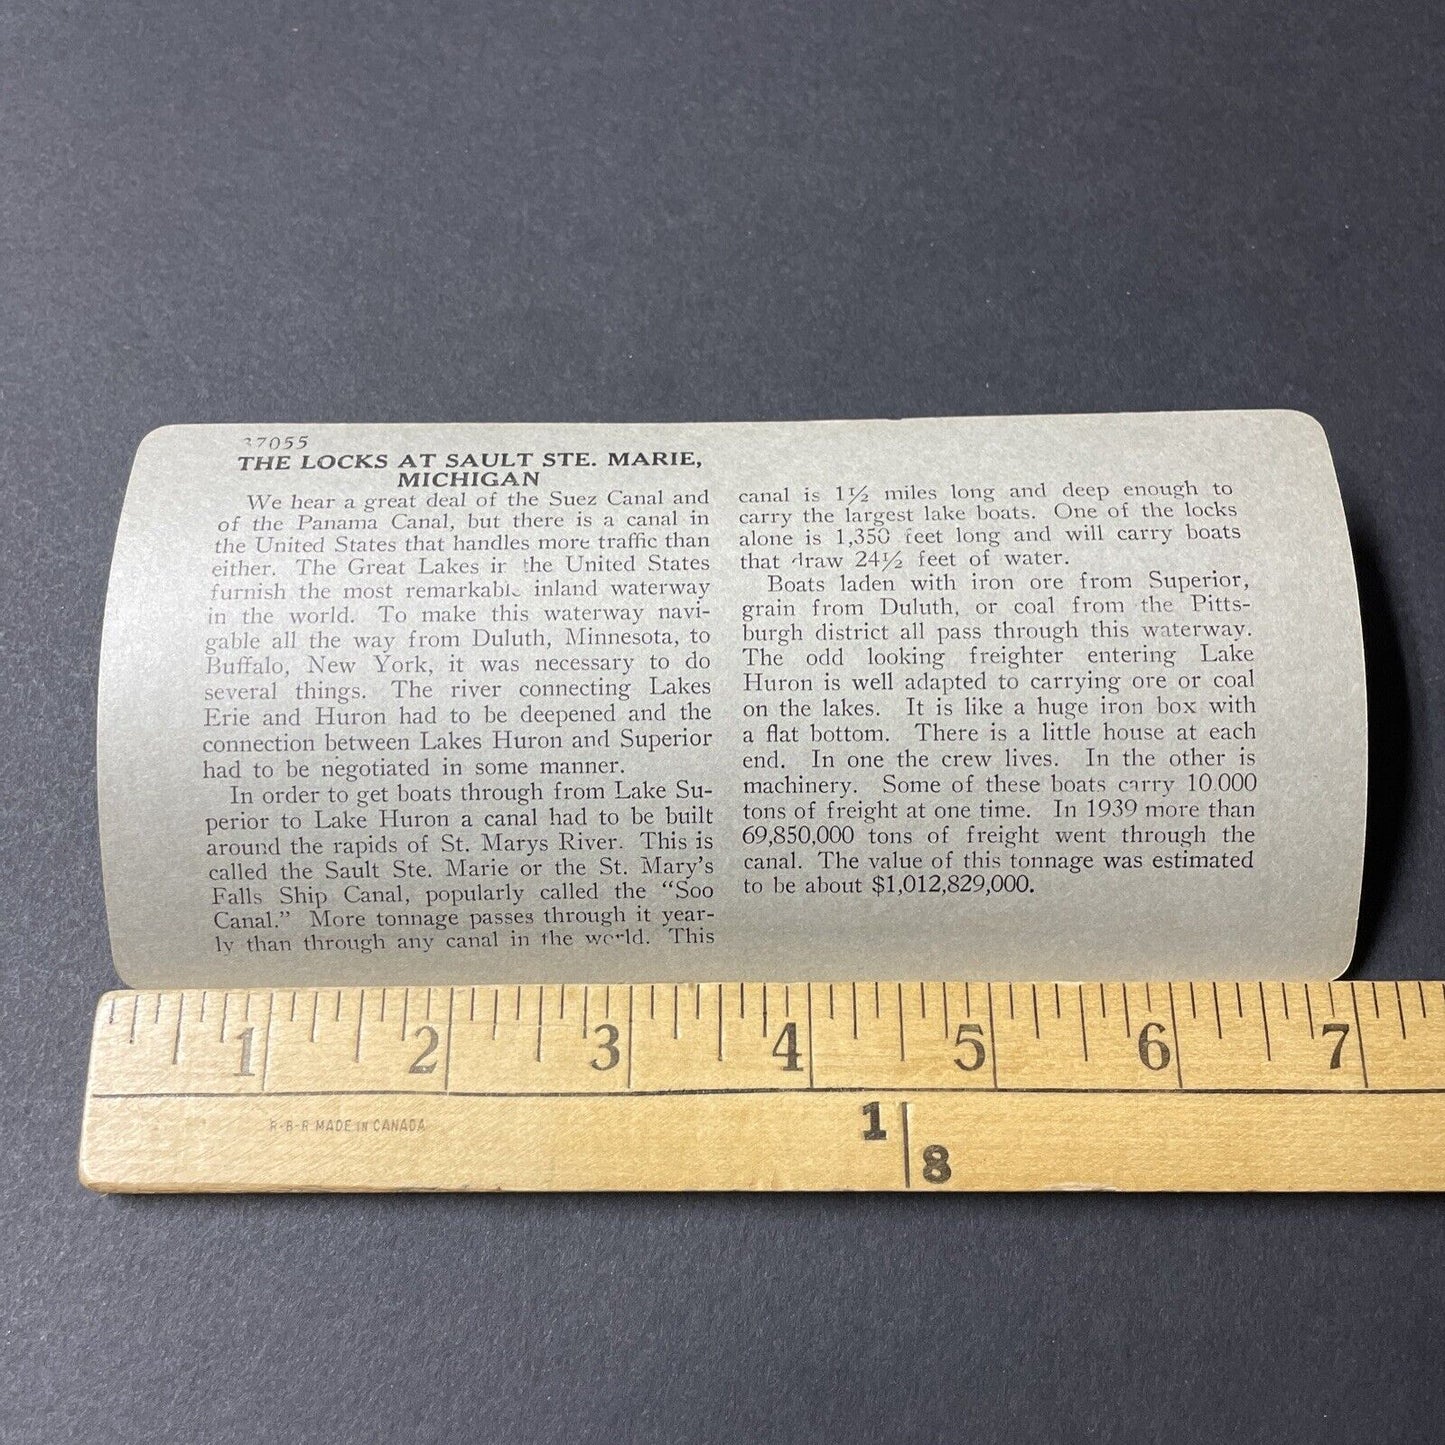 37055
THE LOCKS AT SAULT STE. MARIE,
MICHIGAN
We hear a great deal of the Suez Canal and
of the Panama Canal, but there is a canal in
the United States that handles more traffic than
either. The Great Lakes in the United States
furnish the most remarkable inland waterway
in the world. To make this waterway navi-
gable all the way from Duluth, Minnesota, to
Buffalo, New York, it was necessary to do
several things. The river connecting Lakes
Erie and Huron had to be deepened and the
connection between Lakes Huron and Superior
had to be negotiated in some manner.
In order to get boats through from Lake Su-
perior to Lake Huron a canal had to be built
around the rapids of St. Marys River. This is
called the Sault Ste. Marie or the St. Mary's
Falls Ship Canal, popularly called the "Soo
Canal." More tonnage passes through it year-
ly than through any canal in the world. This
canal is 1½ miles long and deep enough to
carry the largest lake boats. One of the locks
alone is 1,350 feet long and will carry boats
that draw 24½ feet of water.
Boats laden with iron ore from Superior,
grain from Duluth, or coal from the Pitts-
burgh district all pass through this waterway.
The odd looking freighter entering Lake
Huron is well adapted to carrying ore or coal
on the lakes. It is like a huge iron box with
a flat bottom. There is a little house at each
end. In one the crew lives. In the other is
machinery. Some of these boats carry 10.000
tons of freight at one time. In 1939 more than
69,850,000 tons of freight went through the
canal. The value of this tonnage was estimated
to be about $1,012,829,000.
1 2 3 4 5 6 7
R-B-R MADE IN CANADA
1
8